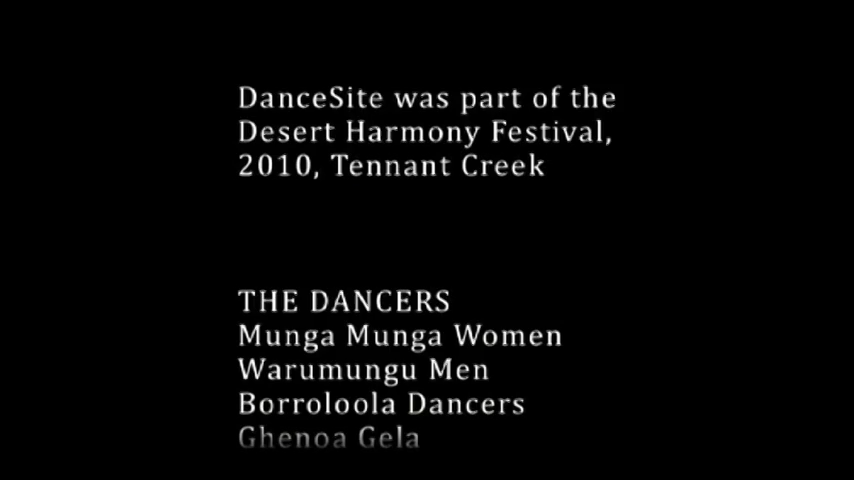 DanceSite was part of the
Desert Harmony Festival,
2010, Tennant Creek
THE DANCERS
Munga Munga Women
Warumungu Men
Borroloola Dancers
Ghenoa Gela